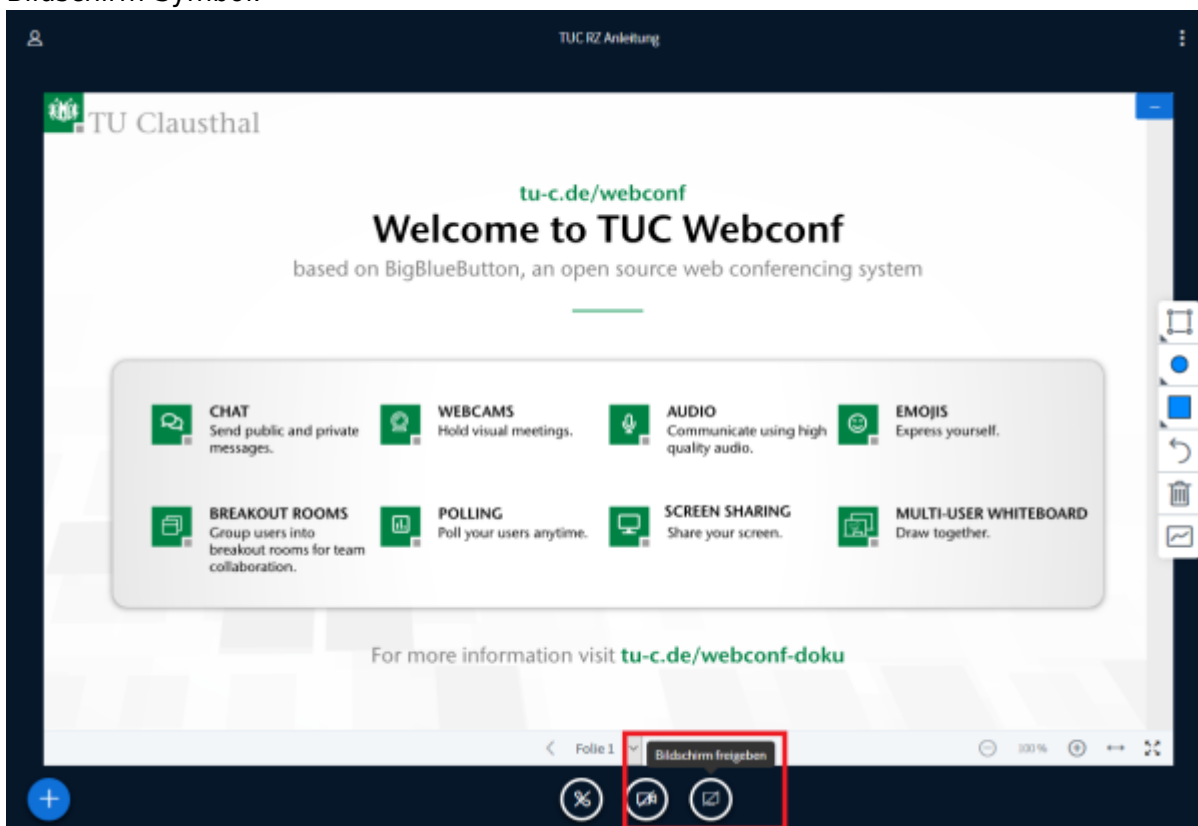 Bildschirm-Symbol.
TUC RZ Anleitung
TU Clausthal
tu-c.de/webconf
Welcome to TUC Webconf
based on BigBlueButton, an open source web conferencing system
CHAT
Send public and private
messages.
WEBCAMS
Hold visual meetings.
AUDIO
Communicate using high
quality audio.
EMOJIS
Express yourself.
BREAKOUT ROOMS
Group users into
breakout rooms for team
collaboration.
POLLING
Poll your users anytime.
SCREEN SHARING
Share your screen.
MULTI-USER WHITEBOARD
Draw together.
For more information visit tu-c.de/webconf-doku
Folie 1
Bildschirm freigeben
100 %